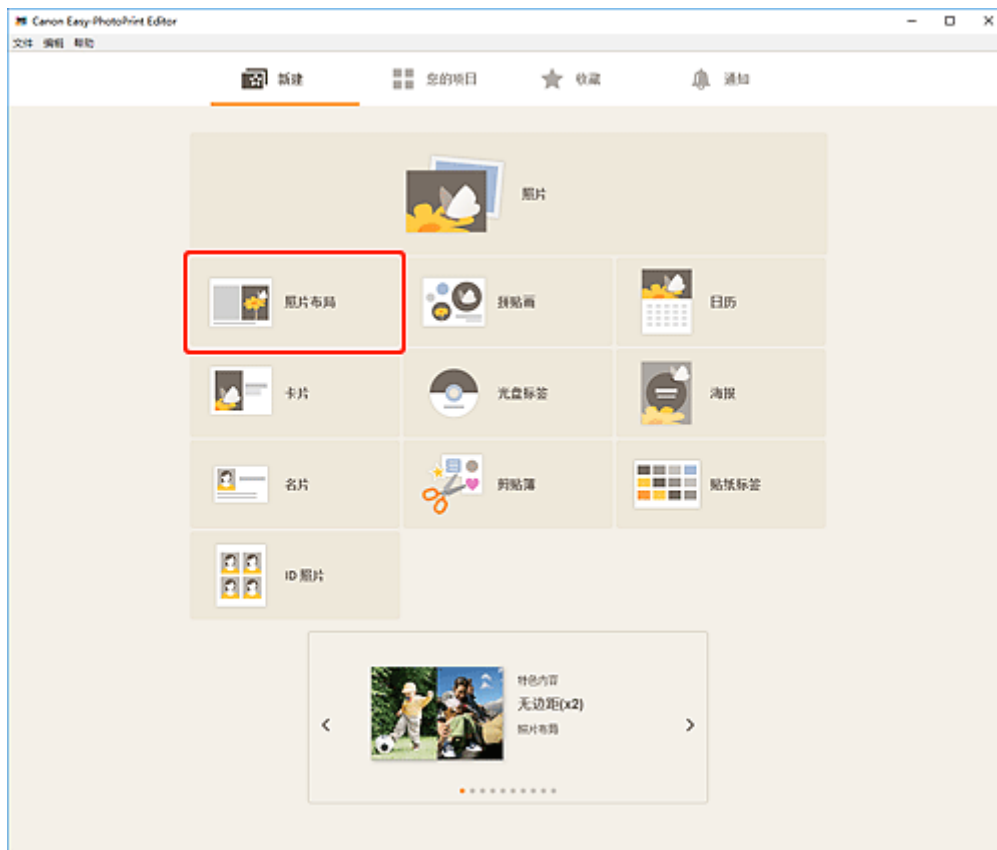 Canon Easy-PhotoPrint Editor
文件 编辑 帮助
新建 您的项目 收藏 通知
照片
照片布局 拼贴画 日历
卡片 光盘标签 海报
名片 剪贴簿 贴纸标签
ID 照片
特色内容
无边距(x2)
照片布局